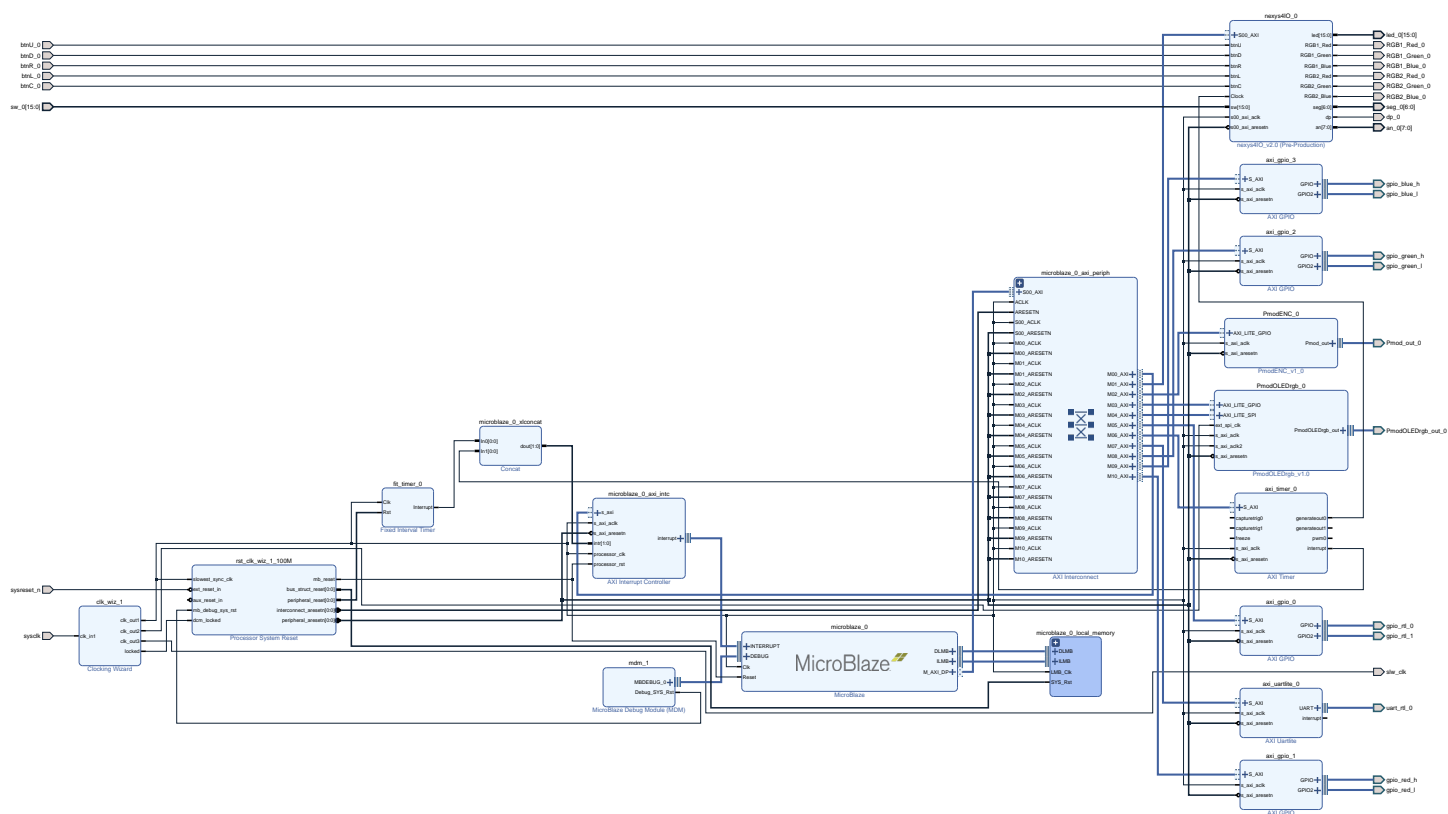 btnU_0
btnD_0
btnR_0
btnL_0
btnC_0
sw_0[15:0]
nexys4IO_0
S00_AXI
btnU
btnD
btnR
btnL
btnC
Clock
sw[15:0]
s00_axi_aclk
s00_axi_aresetn
led[15:0]
RGB1_Red
RGB1_Green
RGB1_Blue
RGB2_Red
RGB2_Green
RGB2_Blue
seg[6:0]
dp
an[7:0]
nexys4IO_v2.0 (Pre-Production)
led_0[15:0]
RGB1_Red_0
RGB1_Green_0
RGB1_Blue_0
RGB2_Red_0
RGB2_Green_0
RGB2_Blue_0
seg_0[6:0]
dp_0
an_0[7:0]
axi_gpio_3
S_AXI
s_axi_aclk
s_axi_aresetn
GPIO
GPIO2
AXI GPIO
gpio_blue_h
gpio_blue_l
axi_gpio_2
S_AXI
s_axi_aclk
s_axi_aresetn
GPIO
GPIO2
AXI GPIO
gpio_green_h
gpio_green_l
microblaze_0_axi_periph
S00_AXI
ACLK
ARESETN
S00_ACLK
S00_ARESETN
M00_ACLK
M00_ARESETN
M01_ACLK
M01_ARESETN
M02_ACLK
M02_ARESETN
M03_ACLK
M03_ARESETN
M04_ACLK
M04_ARESETN
M05_ACLK
M05_ARESETN
M06_ACLK
M06_ARESETN
M07_ACLK
M07_ARESETN
M08_ACLK
M08_ARESETN
M09_ACLK
M09_ARESETN
M10_ACLK
M10_ARESETN
M00_AXI
M01_AXI
M02_AXI
M03_AXI
M04_AXI
M05_AXI
M06_AXI
M07_AXI
M08_AXI
M09_AXI
M10_AXI
AXI Interconnect
PmodENC_0
AXI_LITE_GPIO
s_axi_aclk
s_axi_aresetn
Pmod_out
PmodENC_v1_0
Pmod_out_0
PmodOLEDrgb_0
AXI_LITE_GPIO
AXI_LITE_SPI
ext_spi_clk
s_axi_aclk
s_axi_aclk2
s_axi_aresetn
PmodOLEDrgb_out
PmodOLEDrgb_v1.0
PmodOLEDrgb_out_0
microblaze_0_xlconcat
In0[0:0]
In1[0:0]
dout[1:0]
Concat
fit_timer_0
Clk
Rst
Interrupt
Fixed Interval Timer
microblaze_0_axi_intc
s_axi
s_axi_aclk
s_axi_aresetn
intr[1:0]
processor_clk
processor_rst
interrupt
AXI Interrupt Controller
axi_timer_0
S_AXI
capturetrig0
capturetrig1
freeze
s_axi_aclk
s_axi_aresetn
generateout0
generateout1
pwm0
interrupt
AXI Timer
sysreset_n
sysclk
clk_wiz_1
clk_in1
clk_out1
clk_out2
clk_out3
locked
Clocking Wizard
rst_clk_wiz_1_100M
slowest_sync_clk
ext_reset_in
aux_reset_in
mb_debug_sys_rst
dcm_locked
mb_reset
bus_struct_reset[0:0]
peripheral_reset[0:0]
interconnect_aresetn[0:0]
peripheral_aresetn[0:0]
Processor System Reset
mdm_1
MBDEBUG_0
Debug_SYS_Rst
MicroBlaze Debug Module (MDM)
microblaze_0
INTERRUPT
DEBUG
Clk
Reset
MicroBlaze
DLMB
ILMB
M_AXI_DP
MicroBlaze
microblaze_0_local_memory
DLMB
ILMB
LMB_Clk
SYS_Rst
axi_gpio_0
S_AXI
s_axi_aclk
s_axi_aresetn
GPIO
GPIO2
AXI GPIO
gpio_rtl_0
gpio_rtl_1
slw_clk
axi_uartlite_0
S_AXI
s_axi_aclk
s_axi_aresetn
UART
interrupt
AXI Uartlite
uart_rtl_0
axi_gpio_1
S_AXI
s_axi_aclk
s_axi_aresetn
GPIO
GPIO2
AXI GPIO
gpio_red_h
gpio_red_l